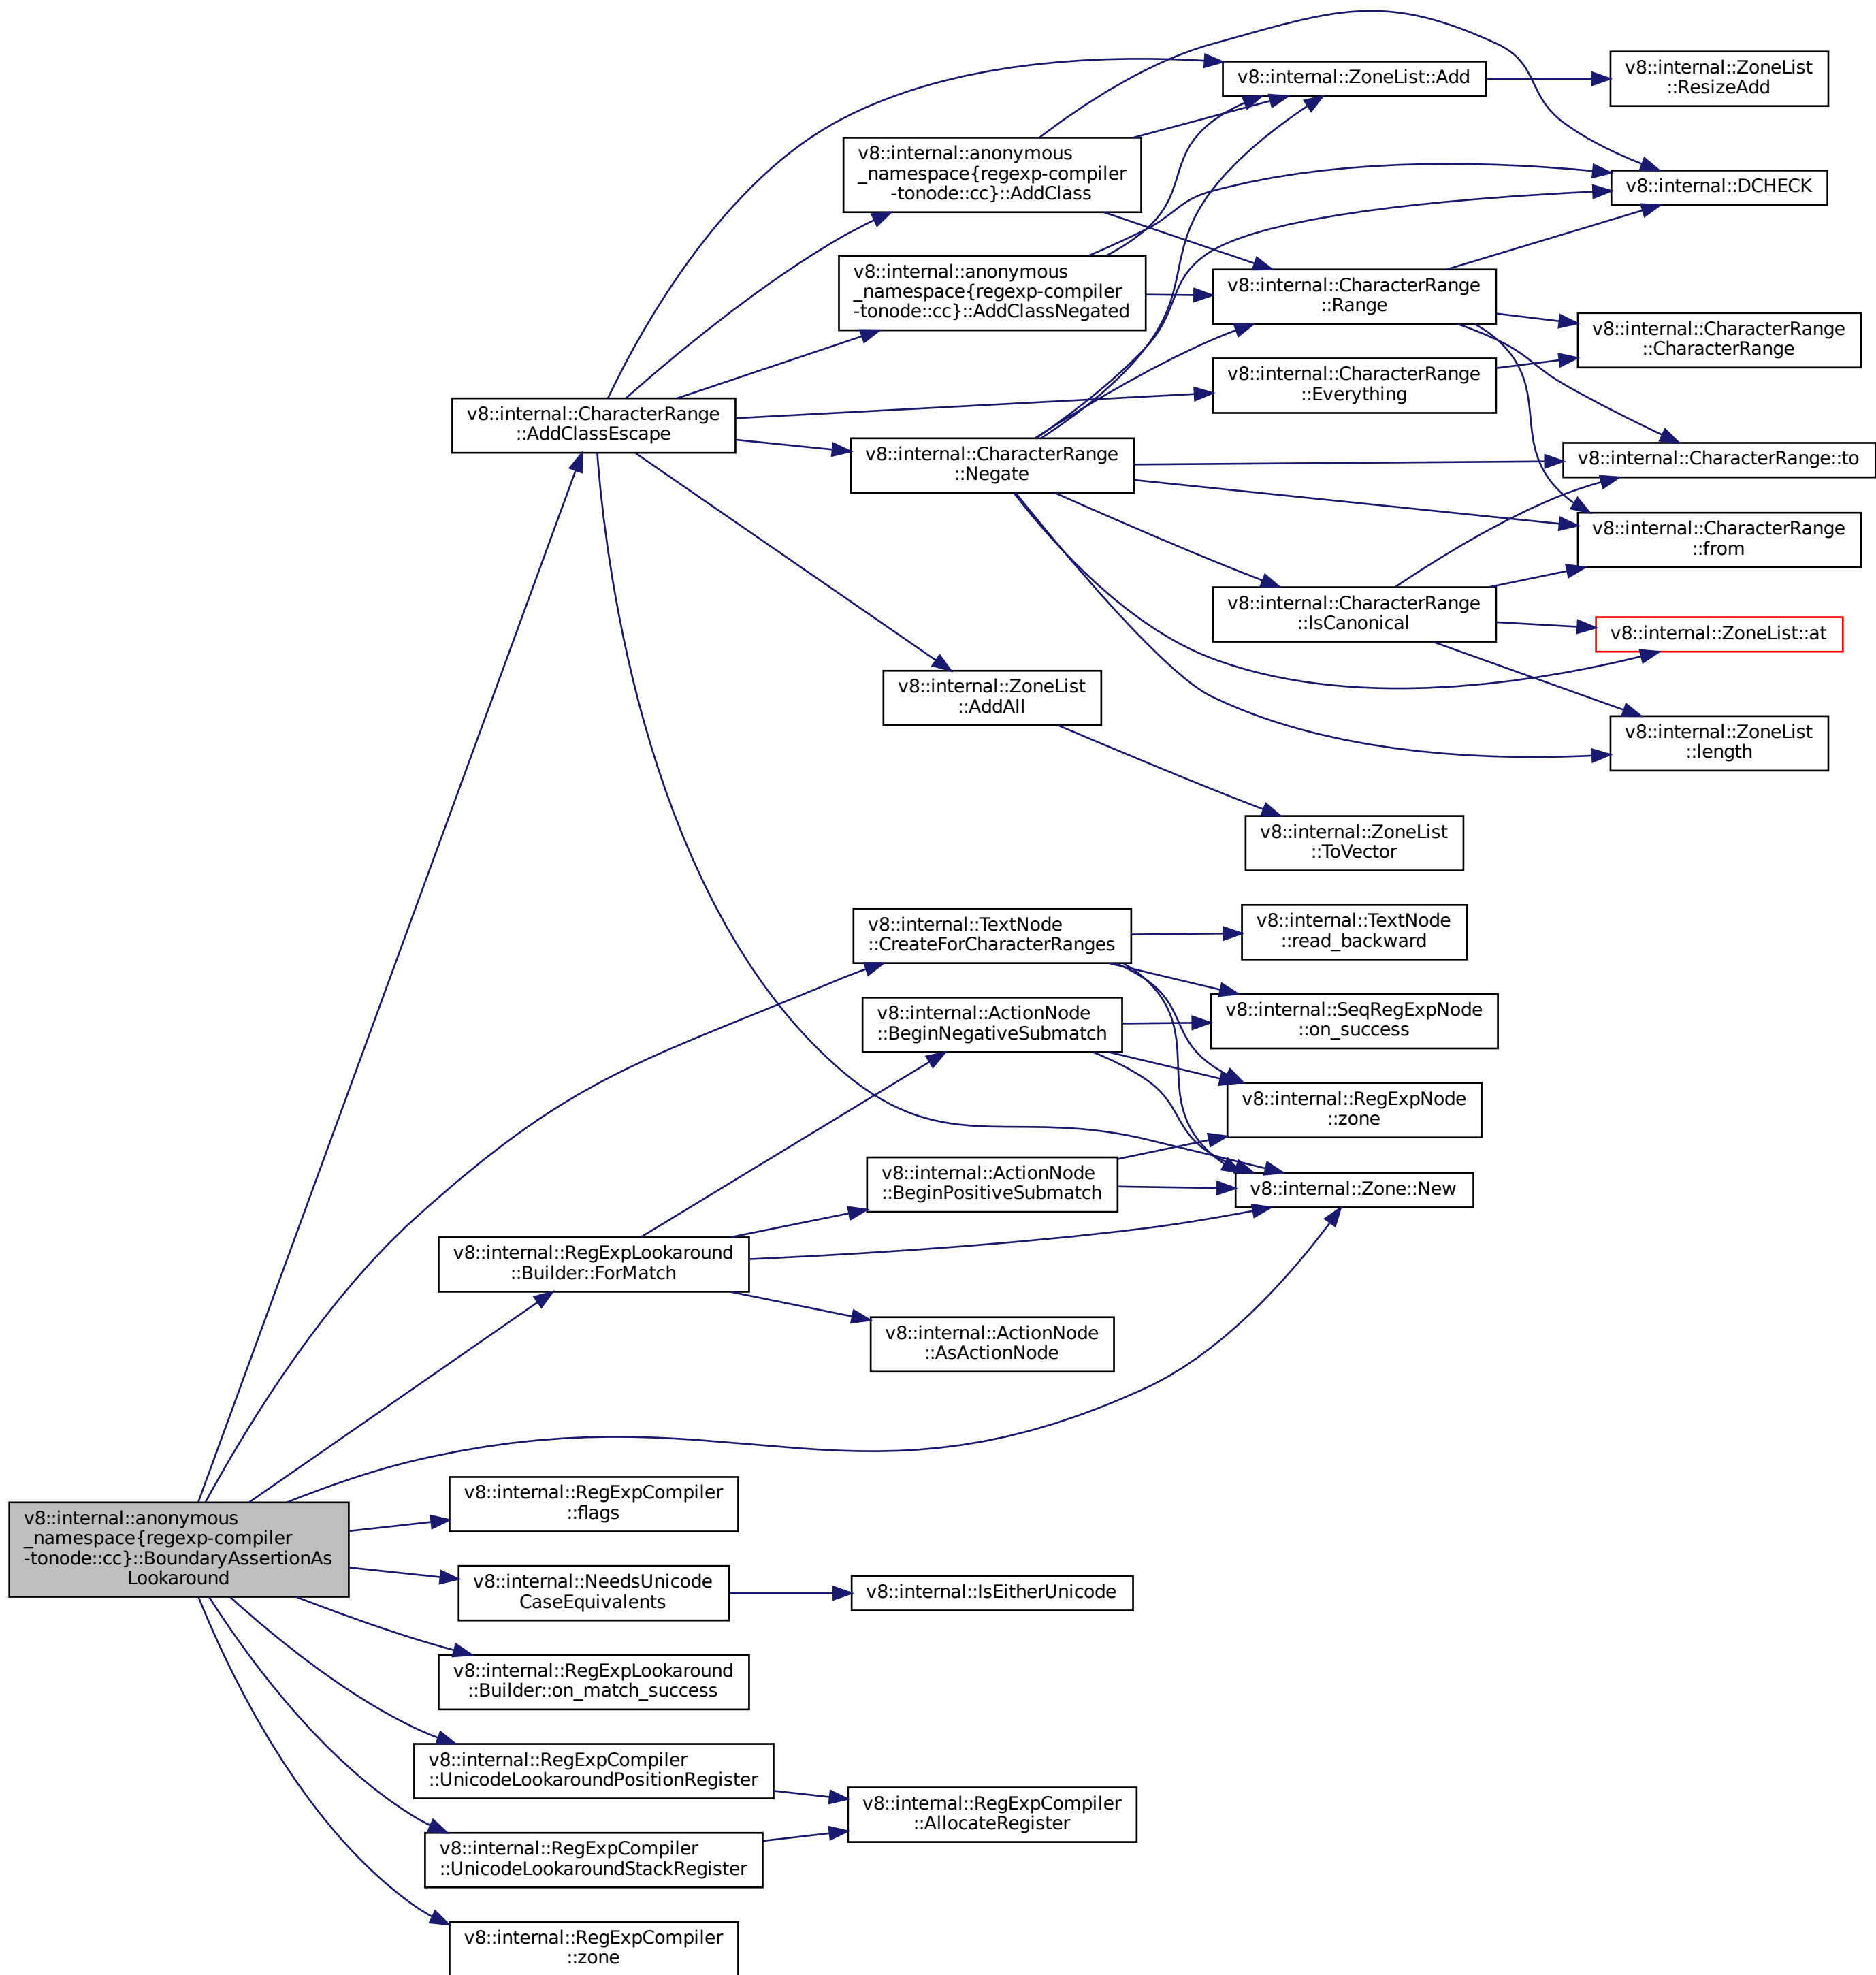 v8::internal::ZoneList::Add
v8::internal::ZoneList
::ResizeAdd
v8::internal::anonymous
_namespace{regexp-compiler
-tonode::cc}::AddClass
v8::internal::DCHECK
v8::internal::anonymous
_namespace{regexp-compiler
-tonode::cc}::AddClassNegated
v8::internal::CharacterRange
::Range
v8::internal::CharacterRange
::CharacterRange
v8::internal::CharacterRange
::Everything
v8::internal::CharacterRange
::AddClassEscape
v8::internal::CharacterRange
::Negate
v8::internal::CharacterRange::to
v8::internal::CharacterRange
::from
v8::internal::CharacterRange
::IsCanonical
v8::internal::ZoneList::at
v8::internal::ZoneList
::AddAll
v8::internal::ZoneList
::length
v8::internal::ZoneList
::ToVector
v8::internal::TextNode
::CreateForCharacterRanges
v8::internal::TextNode
::read_backward
v8::internal::ActionNode
::BeginNegativeSubmatch
v8::internal::SeqRegExpNode
::on_success
v8::internal::RegExpNode
::zone
v8::internal::ActionNode
::BeginPositiveSubmatch
v8::internal::Zone::New
v8::internal::RegExpLookaround
::Builder::ForMatch
v8::internal::ActionNode
::AsActionNode
v8::internal::RegExpCompiler
::flags
v8::internal::anonymous
_namespace{regexp-compiler
-tonode::cc}::BoundaryAssertionAs
Lookaround
v8::internal::NeedsUnicode
CaseEquivalents
v8::internal::IsEitherUnicode
v8::internal::RegExpLookaround
::Builder::on_match_success
v8::internal::RegExpCompiler
::UnicodeLookaroundPositionRegister
v8::internal::RegExpCompiler
::AllocateRegister
v8::internal::RegExpCompiler
::UnicodeLookaroundStackRegister
v8::internal::RegExpCompiler
::zone